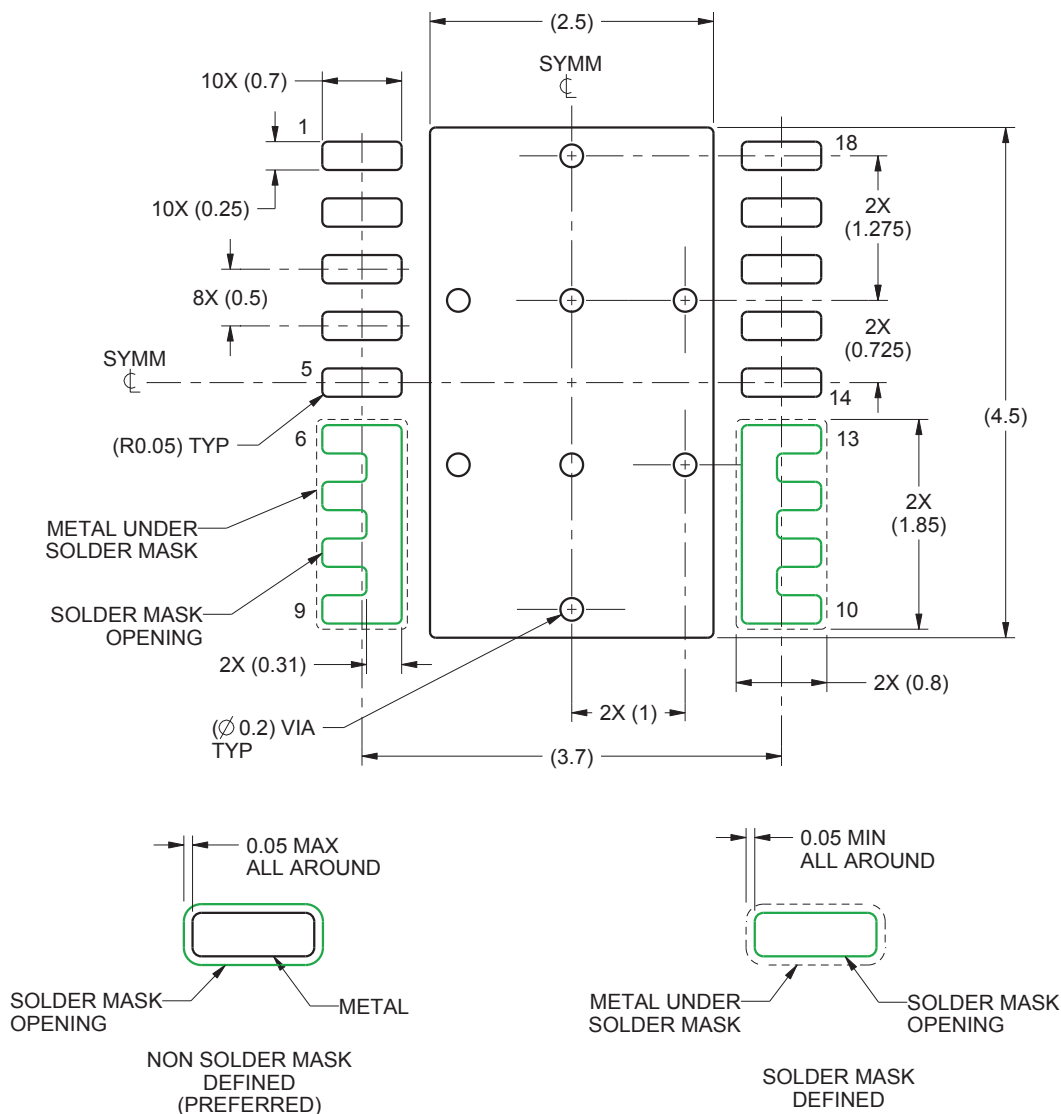 (2.5)
SYMM
℄
10X (0.7)
1
18
10X (0.25)
2X
(1.275)
8X (0.5)
2X
(0.725)
SYMM
℄
5
14
(R0.05) TYP
(4.5)
6
13
METAL UNDER
SOLDER MASK
2X
(1.85)
SOLDER MASK
OPENING
9
10
2X (0.31)
2X (0.8)
(∅ 0.2) VIA
TYP
2X (1)
(3.7)
0.05 MAX
ALL AROUND
SOLDER MASK
OPENING
METAL
NON SOLDER MASK
DEFINED
(PREFERRED)
0.05 MIN
ALL AROUND
METAL UNDER
SOLDER MASK
SOLDER MASK
OPENING
SOLDER MASK
DEFINED